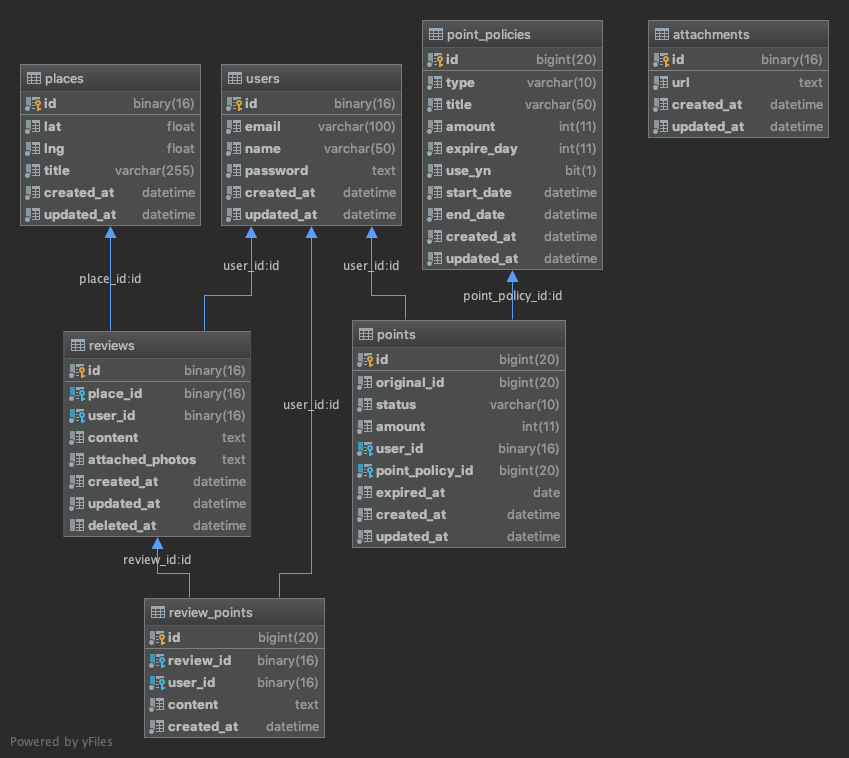 places
id binary(16)
lat float
lng float
title varchar(255)
created_at datetime
updated_at datetime
users
id binary(16)
email varchar(100)
name varchar(50)
password text
created_at datetime
updated_at datetime
point_policies
id bigint(20)
type varchar(10)
title varchar(50)
amount int(11)
expire_day int(11)
use_yn bit(1)
start_date datetime
end_date datetime
created_at datetime
updated_at datetime
attachments
id binary(16)
url text
created_at datetime
updated_at datetime
place_id:id
user_id:id
user_id:id
point_policy_id:id
reviews
id binary(16)
place_id binary(16)
user_id binary(16)
content text
attached_photos text
created_at datetime
updated_at datetime
deleted_at datetime
user_id:id
points
id bigint(20)
original_id bigint(20)
status varchar(10)
amount int(11)
user_id binary(16)
point_policy_id bigint(20)
expired_at date
created_at datetime
updated_at datetime
review_id:id
review_points
id bigint(20)
review_id binary(16)
user_id binary(16)
content text
created_at datetime
Powered by yFiles